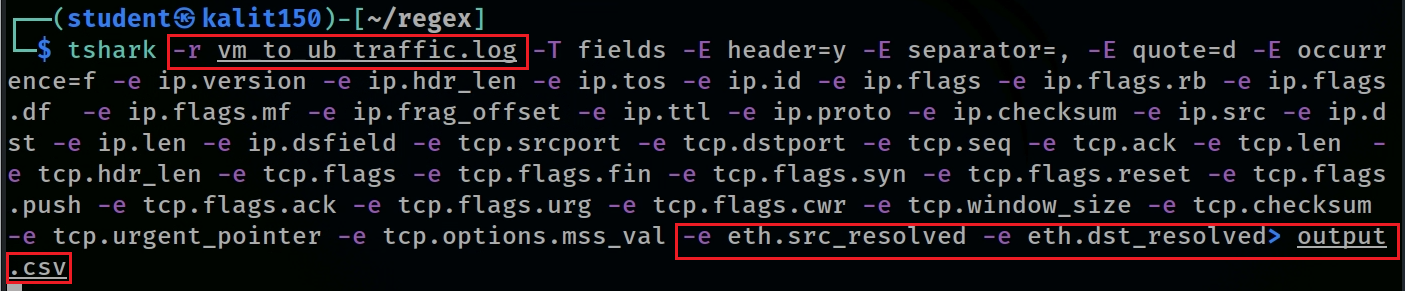 (student㉿kalit150)-[~/regex]
$ tshark -r vm_to_ub_traffic.log -T fields -E header=y -E separator=, -E quote=d -E occurr
ence=f -e ip.version -e ip.hdr_len -e ip.tos -e ip.id -e ip.flags -e ip.flags.rb -e ip.flags
.df  -e ip.flags.mf -e ip.frag_offset -e ip.ttl -e ip.proto -e ip.checksum -e ip.src -e ip.d
st -e ip.len -e ip.dsfield -e tcp.srcport -e tcp.dstport -e tcp.seq -e tcp.ack -e tcp.len  -
e tcp.hdr_len -e tcp.flags -e tcp.flags.fin -e tcp.flags.syn -e tcp.flags.reset -e tcp.flags
.push -e tcp.flags.ack -e tcp.flags.urg -e tcp.flags.cwr -e tcp.window_size -e tcp.checksum
-e tcp.urgent_pointer -e tcp.options.mss_val -e eth.src_resolved -e eth.dst_resolved> output
.csv